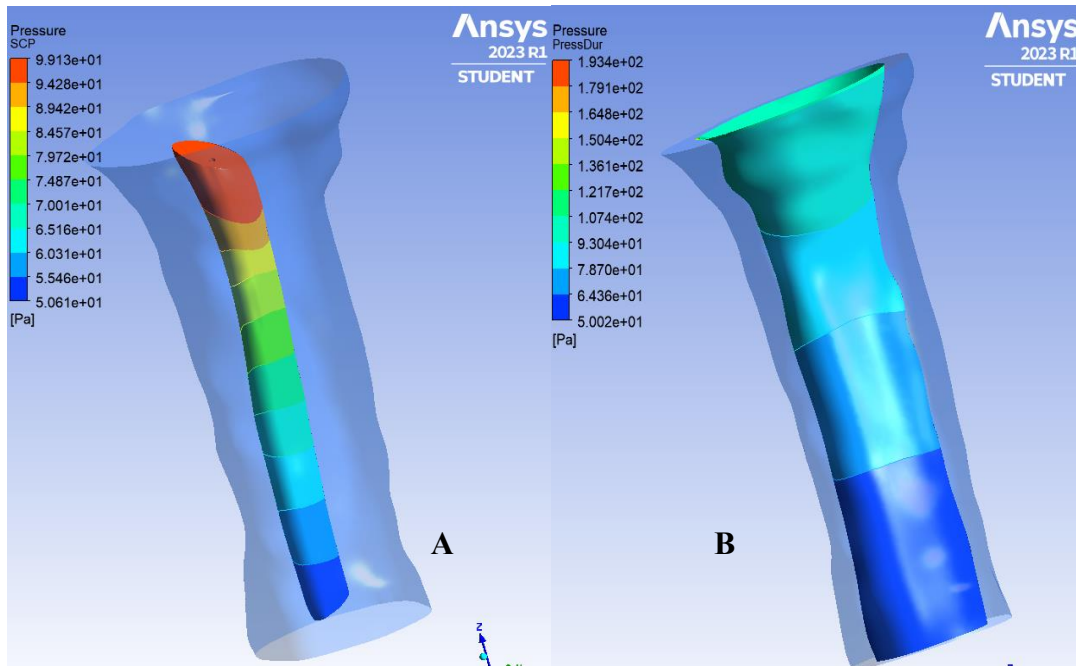 Pressure
SCP
9.913e+01
9.428e+01
8.942e+01
8.457e+01
7.972e+01
7.487e+01
7.001e+01
6.516e+01
6.031e+01
5.546e+01
5.061e+01
[Pa]
Ansys
2023 R1
STUDENT
A
z
Pressure
PressDur
1.934e+02
1.791e+02
1.648e+02
1.504e+02
1.361e+02
1.217e+02
1.074e+02
9.304e+01
7.870e+01
6.436e+01
5.002e+01
[Pa]
Ansys
2023 R1
STUDENT
B